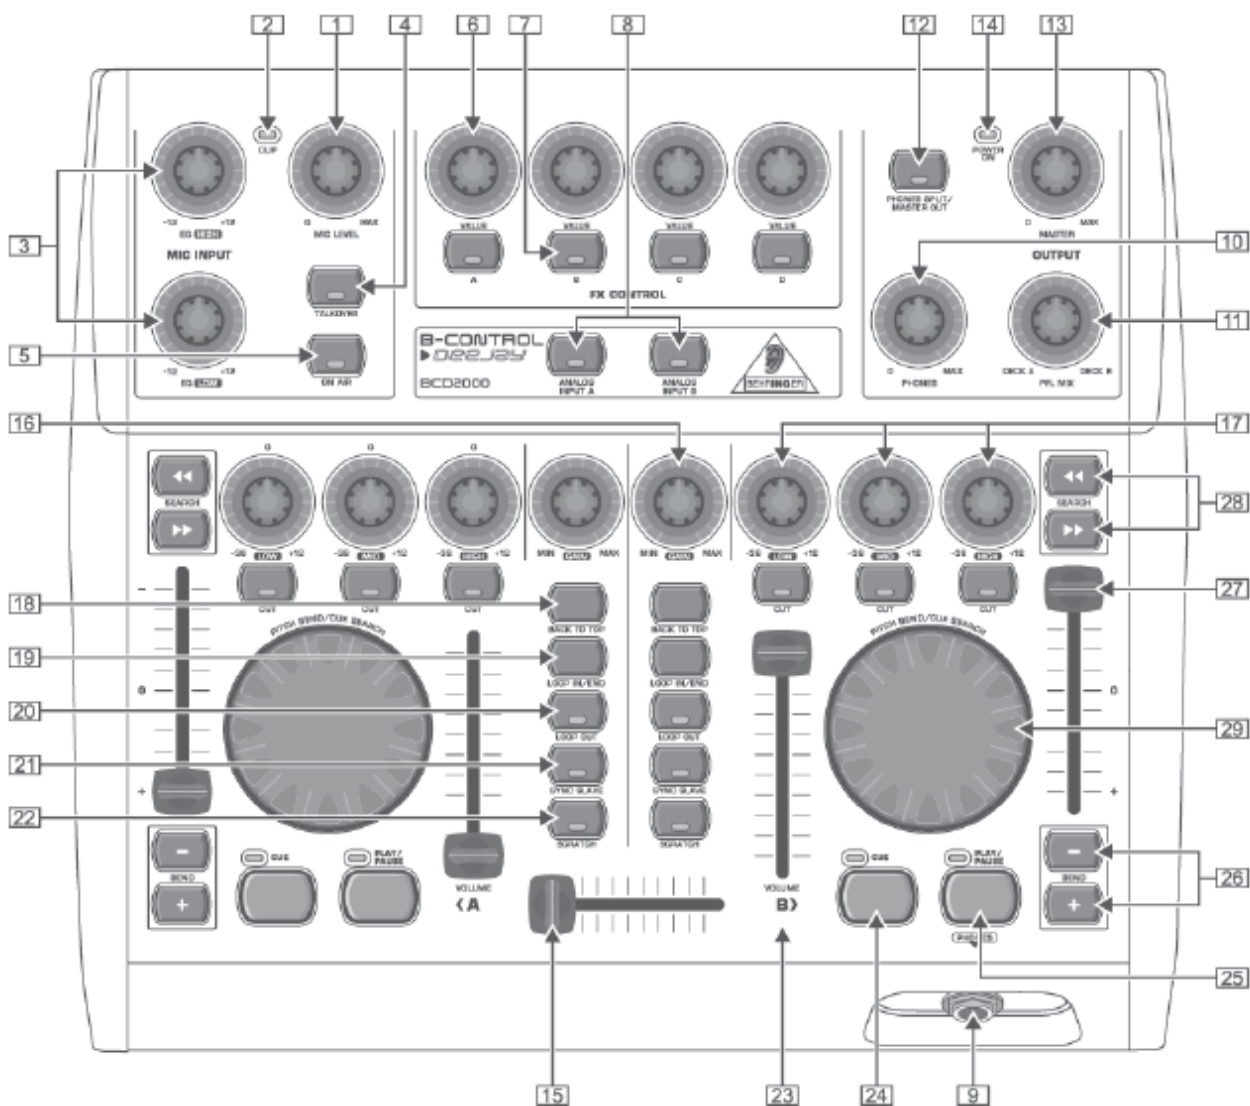 2 1 4 6 7 8 12 14 13
CLIP
POWER ON
-12 +12
EQ HIGH
0 MAX
MIC LEVEL
VALUE VALUE VALUE VALUE
PHONES SPLIT/
MASTER OUT
0 MAX
MASTER
3
MIC INPUT
A B C D
OUTPUT
10
FX CONTROL
TALKOVER
11
5
B-CONTROL
DEEJAY
BCD2000
-12 +12
EQ LOW
ON AIR
ANALOG
INPUT A
ANALOG
INPUT B
BEHRINGER
0 MAX
PHONES
DECK A DECK B
PFL MIX
16
0 0 0
17
SEARCH
SEARCH
28
-36 LOW +12
-36 MID +12
-36 HIGH +12
MIN GAIN MAX
MIN GAIN MAX
-36 LOW +12
-36 MID +12
-36 HIGH +12
27
CUT CUT CUT
CUT CUT CUT
18
- 
PITCH BEND/CUE SEARCH
BACK TO TOP
BACK TO TOP
PITCH BEND/CUE SEARCH
19
LOOP IN/END
LOOP IN/END
0
0
20
LOOP OUT
LOOP OUT
29
21
SYNC SLAVE
SYNC SLAVE
+
+
22
SCRATCH
SCRATCH
-
BEND
+
CUE
PLAY/
PAUSE
VOLUME
<A
VOLUME
B>
CUE
PLAY/
PAUSE
-
BEND
+
26
PHONES
25
15 23 24 9